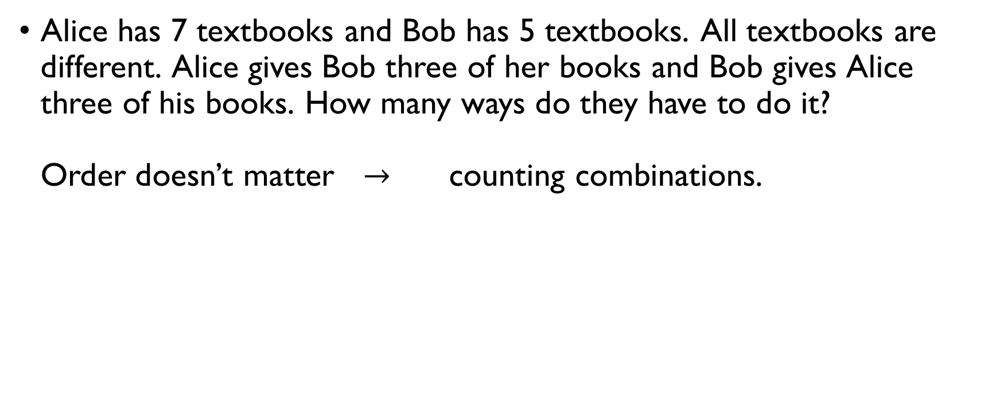 • Alice has 7 textbooks and Bob has 5 textbooks. All textbooks are
different. Alice gives Bob three of her books and Bob gives Alice
three of his books. How many ways do they have to do it?
Order doesn’t matter → counting combinations.